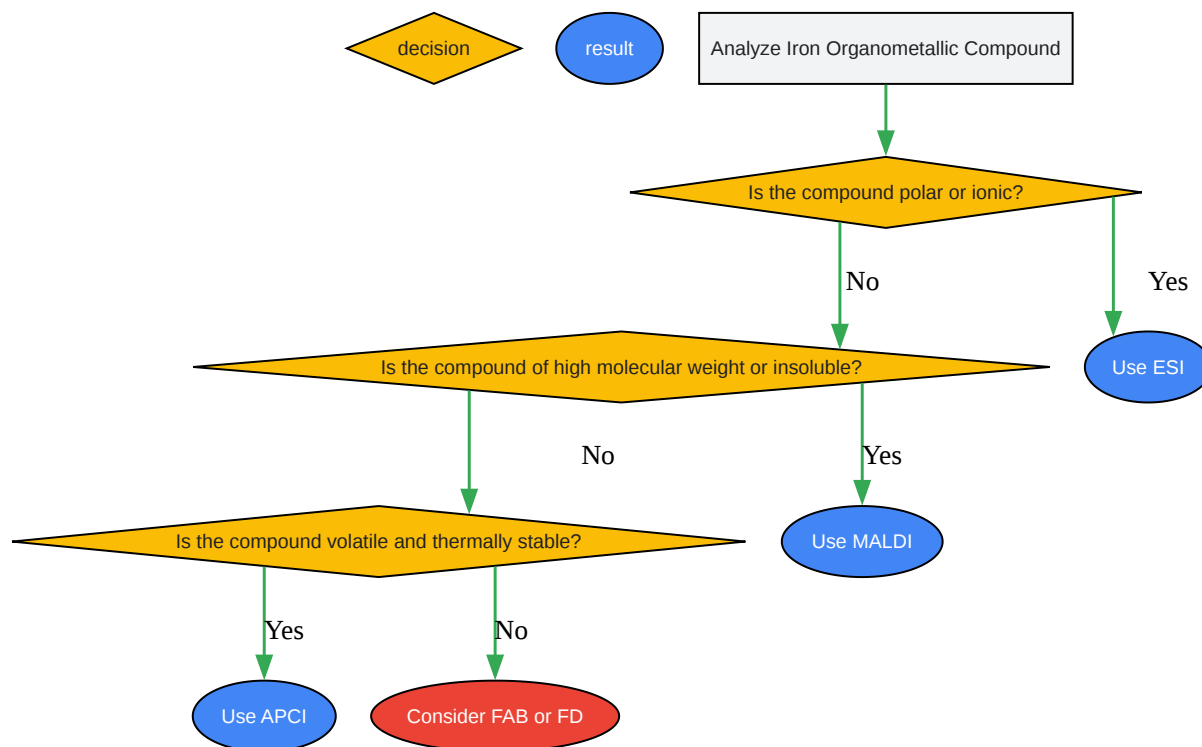 decision
result
Analyze Iron Organometallic Compound
Is the compound polar or ionic?
No
Yes
Is the compound of high molecular weight or insoluble?
Use ESI
No
Yes
Is the compound volatile and thermally stable?
Use MALDI
Yes
No
Use APCI
Consider FAB or FD